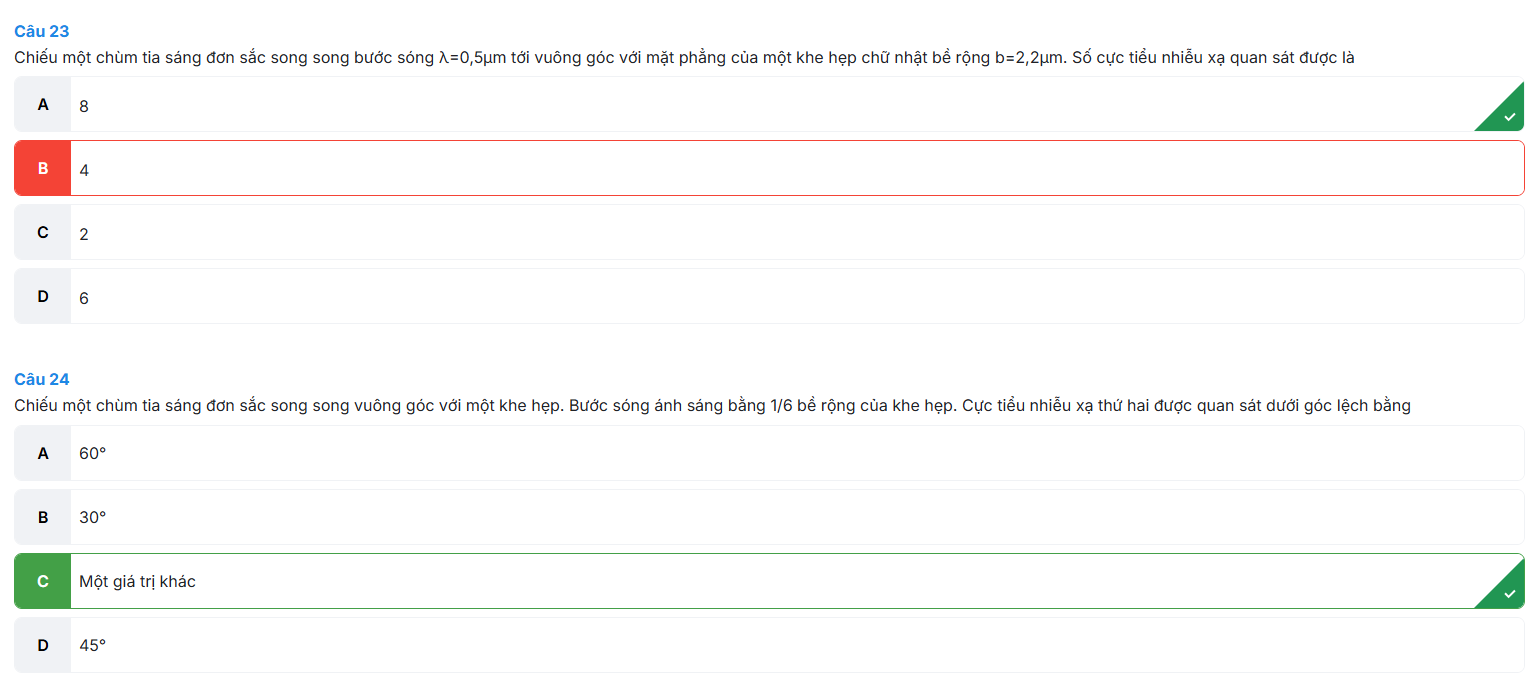 Câu 23
Chiếu một chùm tia sáng đơn sắc song song bước sóng λ=0,5μm tới vuông góc với mặt phẳng của một khe hẹp chữ nhật bề rộng b=2,2μm. Số cực tiểu nhiễu xạ quan sát được là
A 8
B 4
C 2
D 6
Câu 24
Chiếu một chùm tia sáng đơn sắc song song vuông góc với một khe hẹp. Bước sóng ánh sáng bằng 1/6 bề rộng của khe hẹp. Cực tiểu nhiễu xạ thứ hai được quan sát dưới góc lệch bằng
A 60°
B 30°
C Một giá trị khác
D 45°